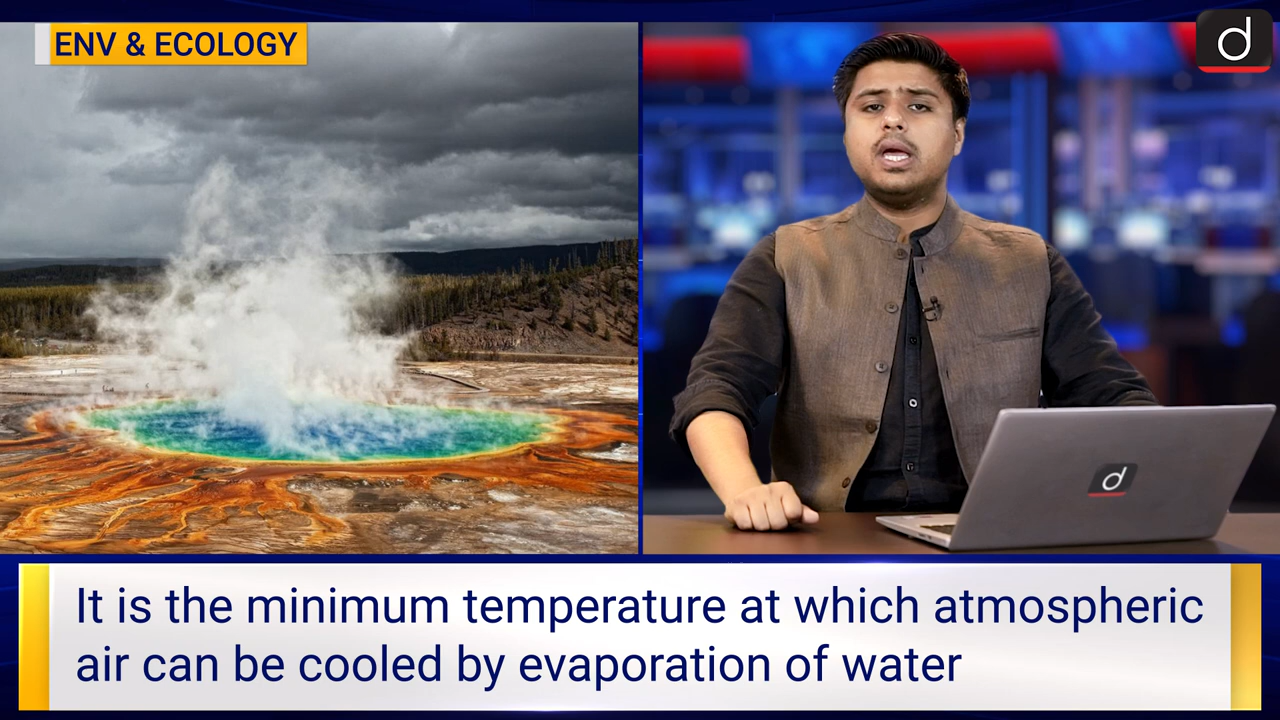 ENV & ECOLOGY
d
It is the minimum temperature at which atmospheric
air can be cooled by evaporation of water
d